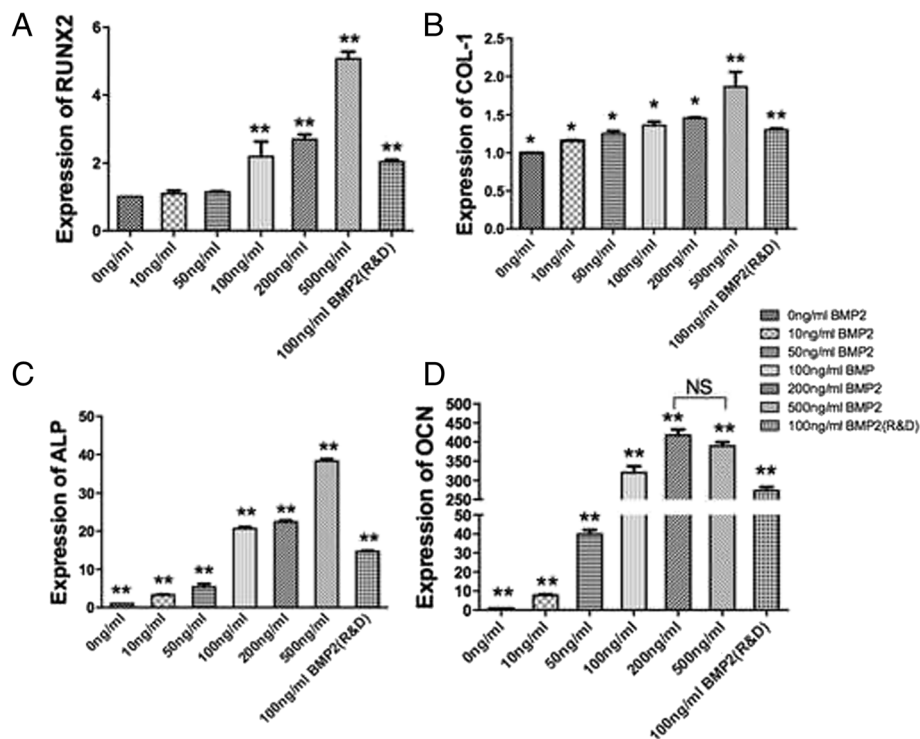 A
Expression of RUNX2
6
4
2
0
** ** ** **
0ng/ml
10ng/ml
50ng/ml
100ng/ml
200ng/ml
500ng/ml
100ng/ml BMP2(R&D)
B
Expression of COL-1
2.5
2.0
1.5
1.0
0.5
0.0
* * * * * ** **
0ng/ml
10ng/ml
50ng/ml
100ng/ml
200ng/ml
500ng/ml
100ng/ml BMP2(R&D)
0ng/ml BMP2
10ng/ml BMP2
50ng/ml BMP2
100ng/ml BMP
200ng/ml BMP2
500ng/ml BMP2
100ng/ml BMP2(R&D)
C
Expression of ALP
50
40
30
20
10
0
** ** ** ** ** ** **
0ng/ml
10ng/ml
50ng/ml
100ng/ml
200ng/ml
500ng/ml
100ng/ml BMP2(R&D)
D
Expression of OCN
500
450
400
350
300
250
50
40
30
20
10
0
NS
** ** ** ** ** ** **
0ng/ml
10ng/ml
50ng/ml
100ng/ml
200ng/ml
500ng/ml
100ng/ml BMP2(R&D)